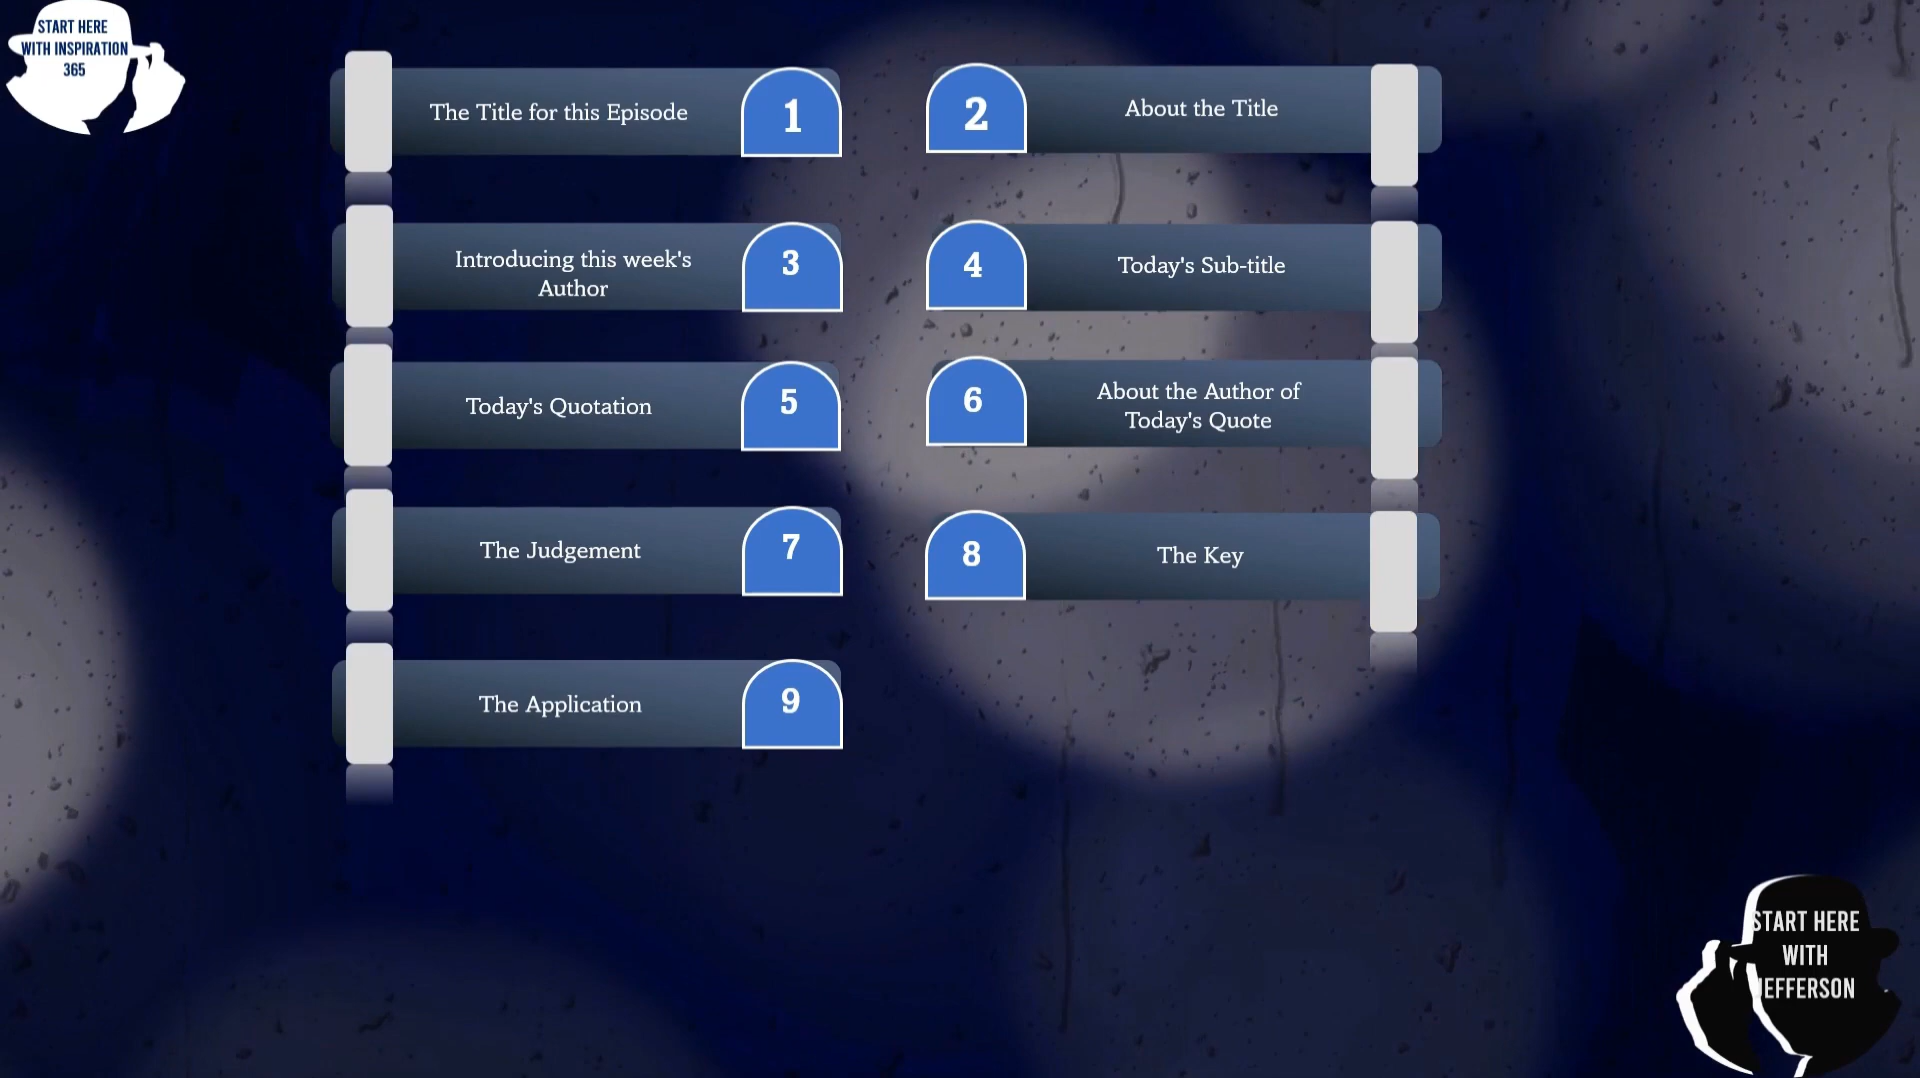 START HERE
WITH INSPIRATION
365
The Title for this Episode
1
2
About the Title
Introducing this week's
Author
3
4
Today's Sub-title
Today's Quotation
5
6
About the Author of
Today's Quote
The Judgement
7
8
The Key
The Application
9
START HERE
WITH
JEFFERSON